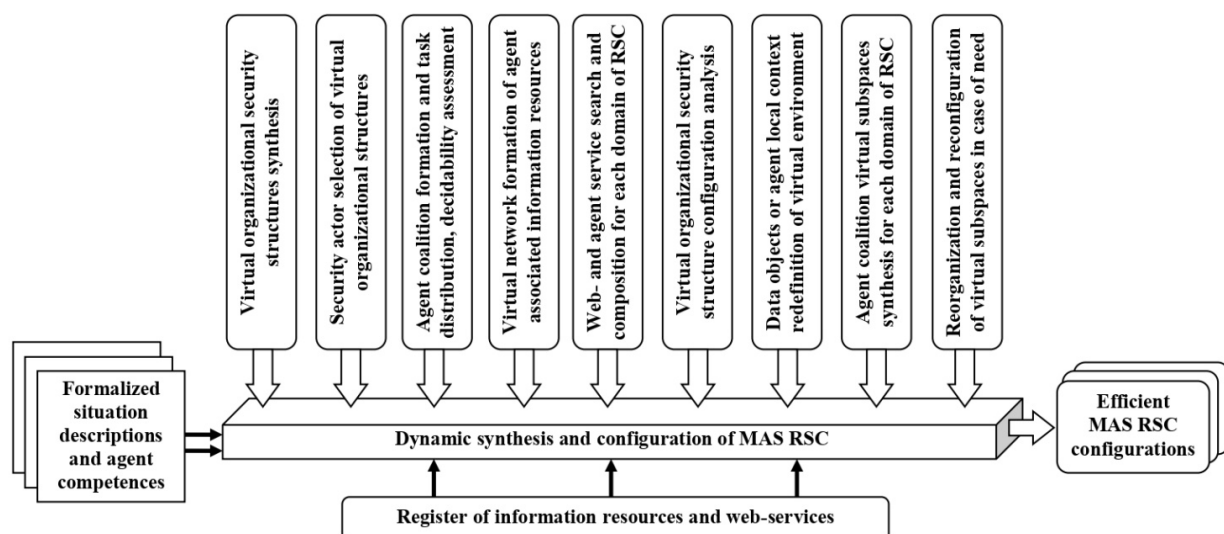 Virtual organizational security
structures synthesis
Security actor selection of virtual
organizational structures
Agent coalition formation and task
distribution, decidability assessment
Virtual network formation of agent
associated information resources
Web- and agent service search and
composition for each domain of RSC
Virtual organizational security
structure configuration analysis
Data objects or agent local context
redefinition of virtual environment
Agent coalition virtual subspaces
synthesis for each domain of RSC
Reorganization and reconfiguration
of virtual subspaces in case of need
Formalized
situation
descriptions
and agent
competences
Dynamic synthesis and configuration of MAS RSC
Efficient
MAS RSC
configurations
Register of information resources and web-services